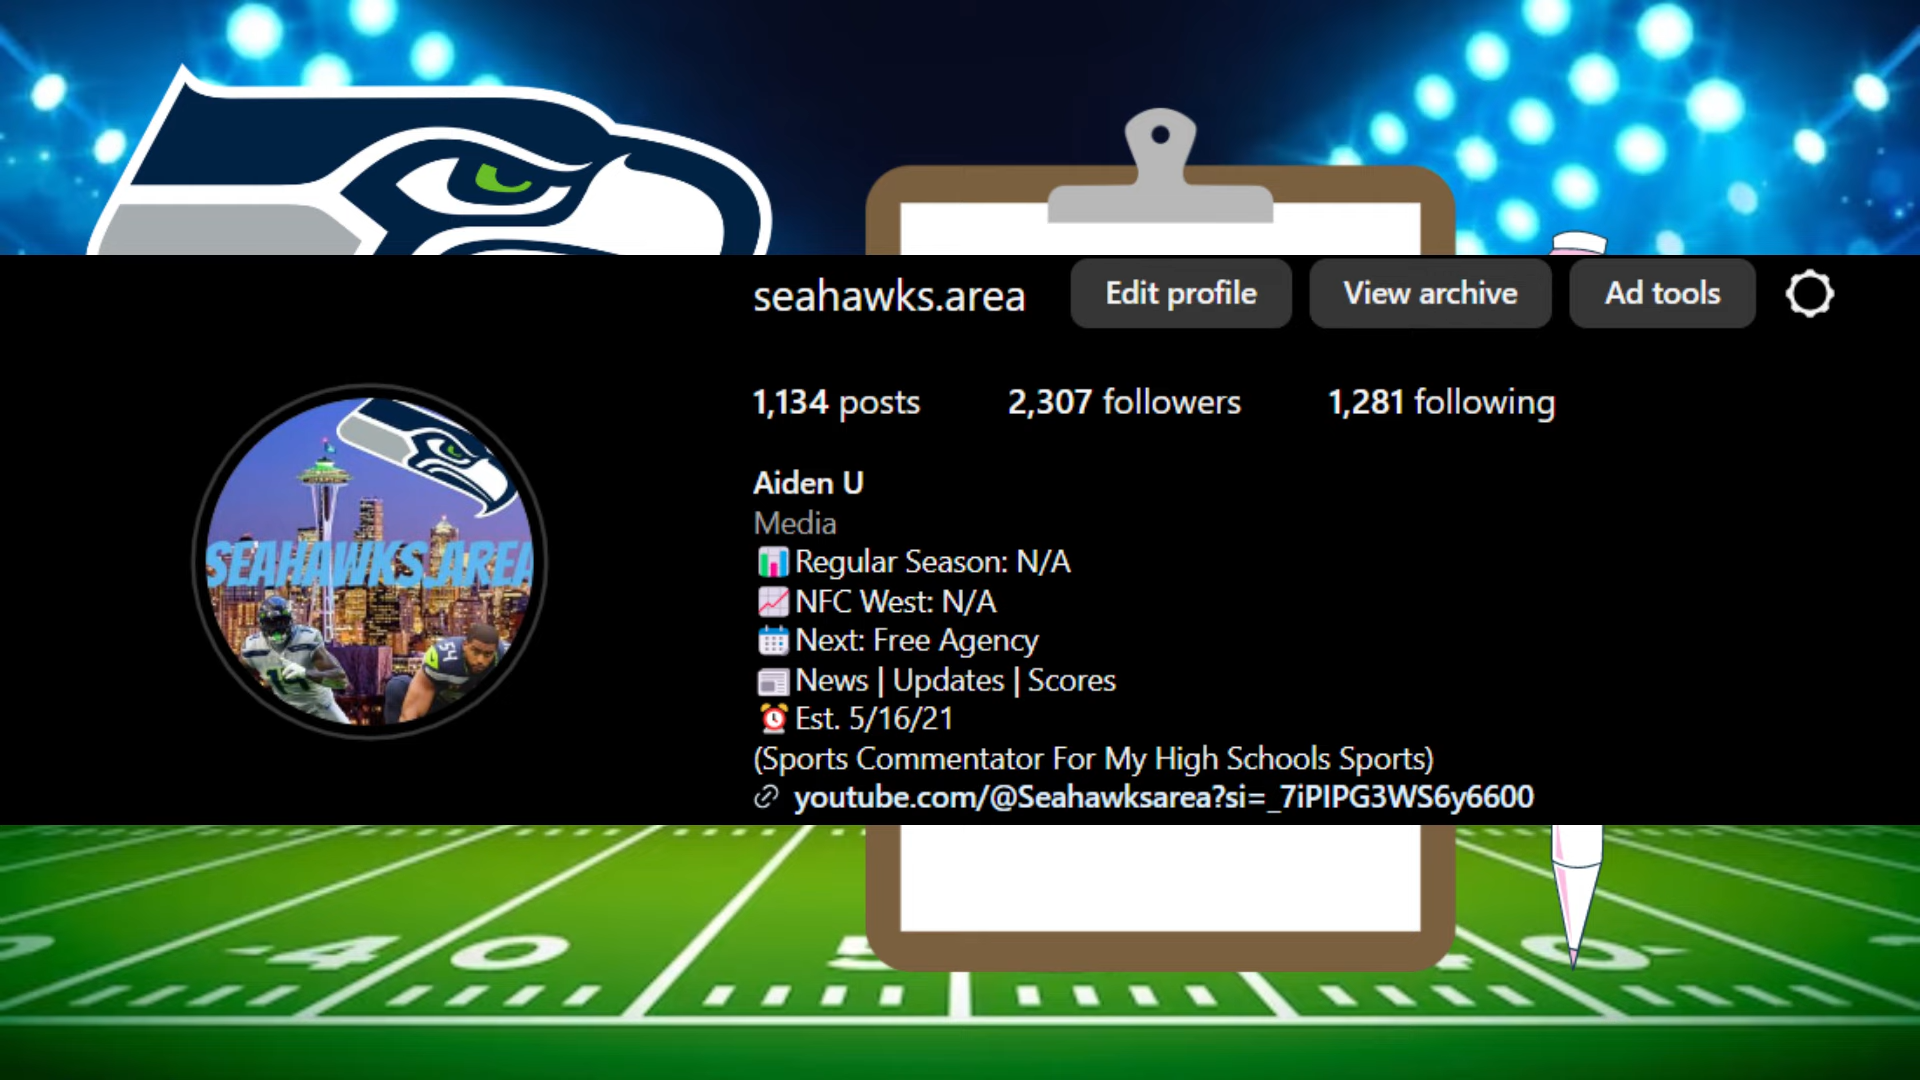 seahawks.area Edit profile View archive Ad tools
1,134 posts 2,307 followers 1,281 following
Aiden U
Media
Regular Season: N/A
NFC West: N/A
Next: Free Agency
News | Updates | Scores
Est. 5/16/21
(Sports Commentator For My High Schools Sports)
youtube.com/@Seahawksarea?si=_7iPIPG3WS6y6600
SEAHAWKS.AREA
54
40